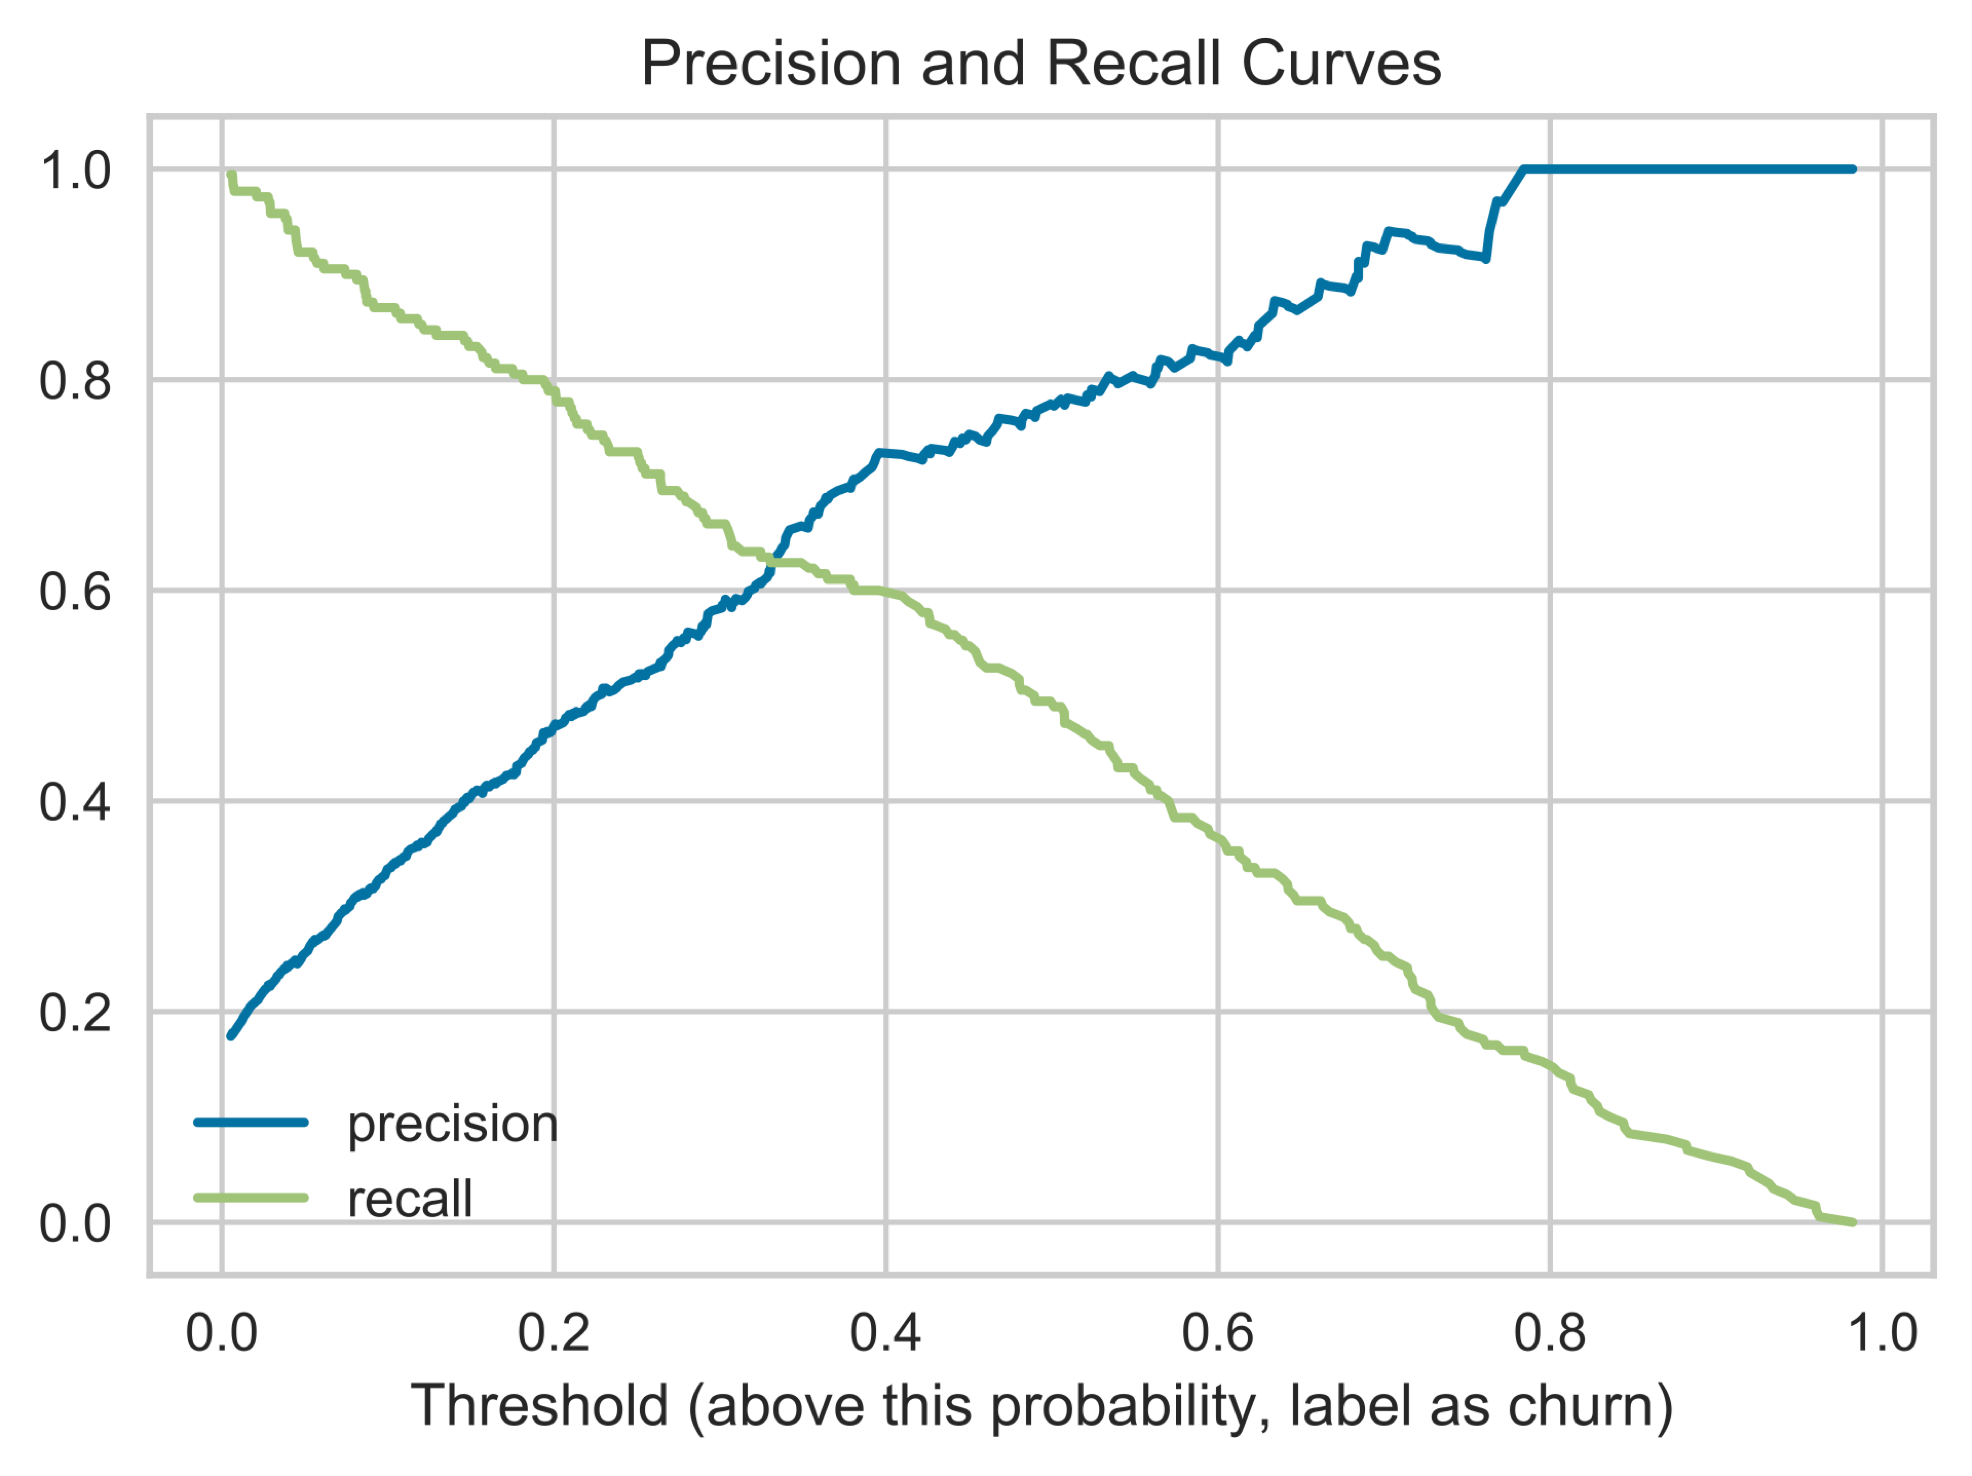 Precision and Recall Curves
1.0
0.8
0.6
0.4
0.2
0.0
precision
recall
0.0 0.2 0.4 0.6 0.8 1.0
Threshold (above this probability, label as churn)